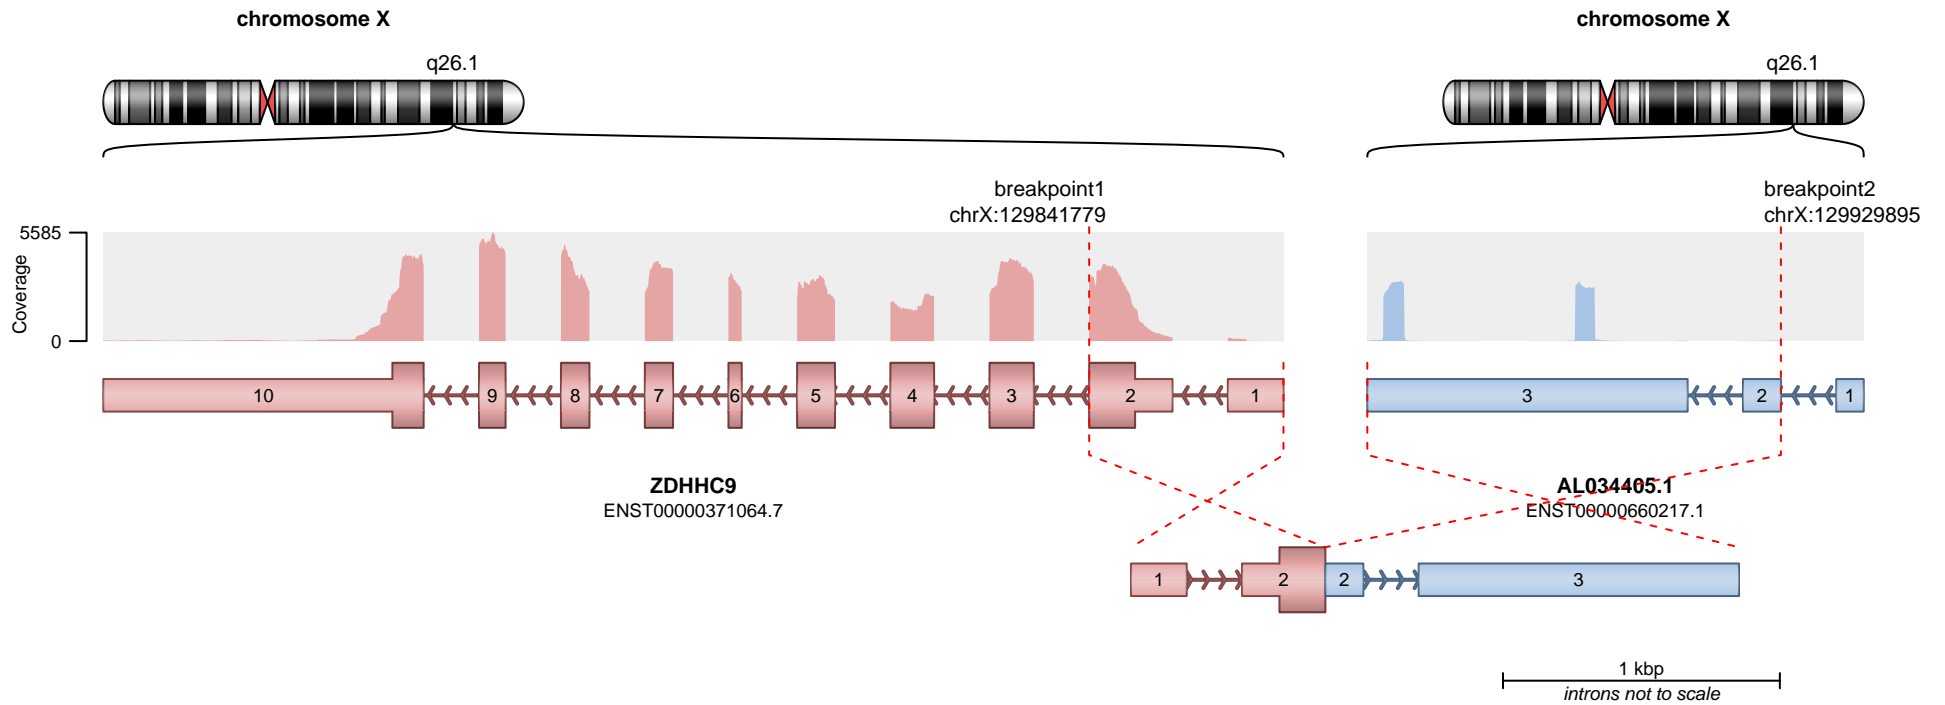 chromosome X
chromosome X
q26.1
q26.1
breakpoint1
chrX:129841779
breakpoint2
chrX:129929895
5585
Coverage
0
10 9 8 7 6 5 4 3 2 1
3 2 1
ZDHHC9
ENST00000371064.7
AL034405.1
ENST00000660217.1
1 2 2 3
1 kbp
introns not to scale